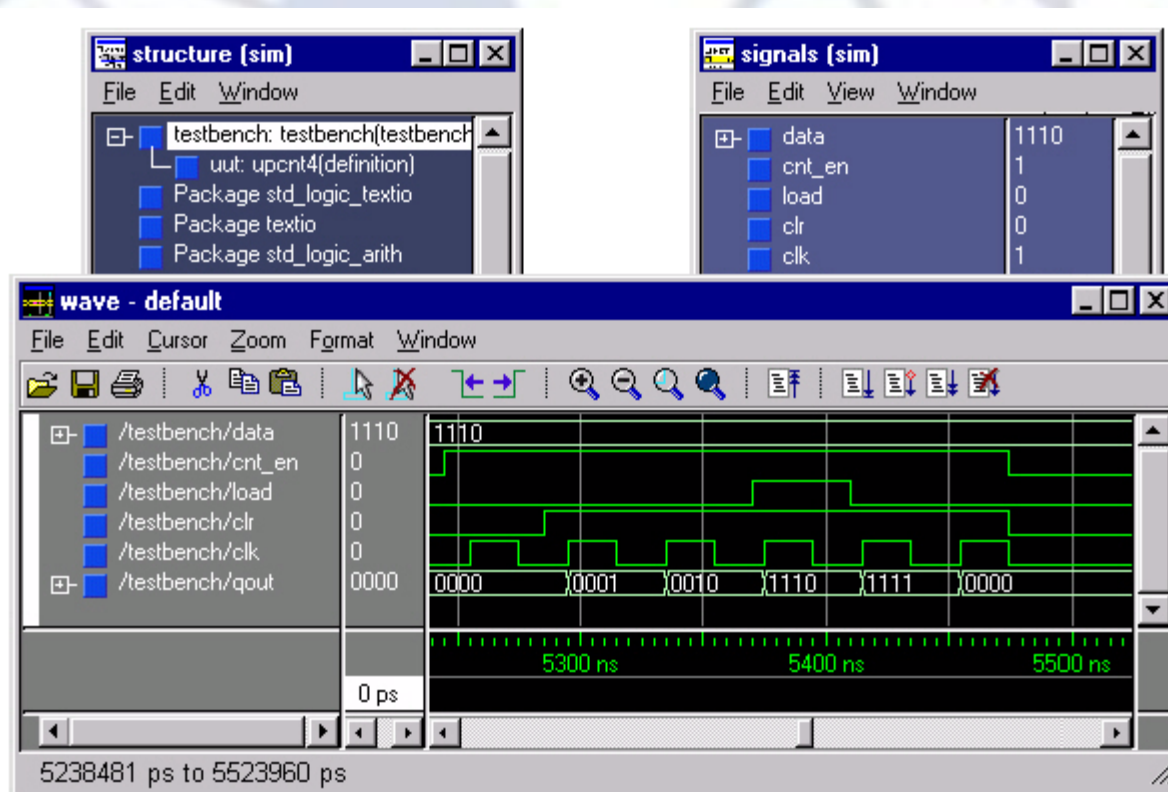 structure (sim)
File Edit Window
testbench: testbench(testbench
uut: upcnt4(definition)
Package std_logic_textio
Package textio
Package std_logic_arith
signals (sim)
File Edit View Window
data 1110
cnt_en 1
load 0
clr 0
clk 1
wave - default
File Edit Cursor Zoom Format Window
/testbench/data 1110 1110
/testbench/cnt_en 0
/testbench/load 0
/testbench/clr 0
/testbench/clk 0
/testbench/qout 0000 0000 0001 0010 1110 1111 0000
5300 ns 5400 ns 5500 ns
0 ps
5238481 ps to 5523960 ps